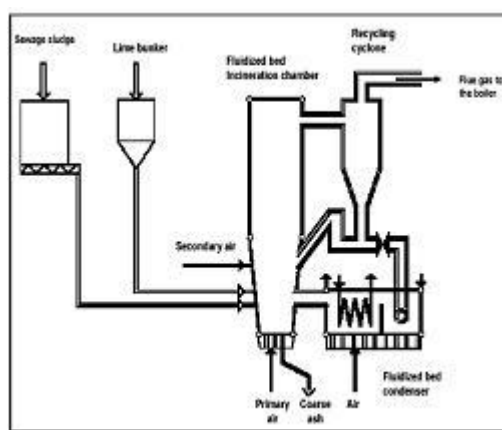 Sewage sludge
Lime bunker
Fluidized bed
Incineration chamber
Recycling
cyclone
Flue gas to
the boiler
Secondary air
Primary
air
Coarse
ash
Air
Fluidized bed
condenser